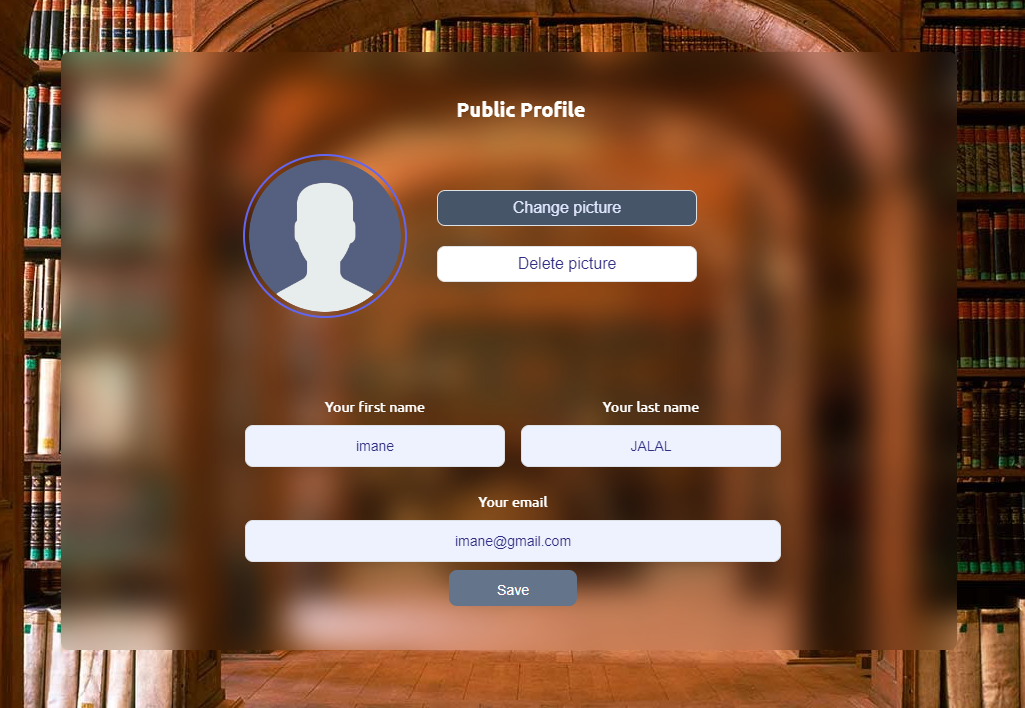 Public Profile
Change picture
Delete picture
Your first name
Your last name
imane
JALAL
Your email
imane@gmail.com
Save